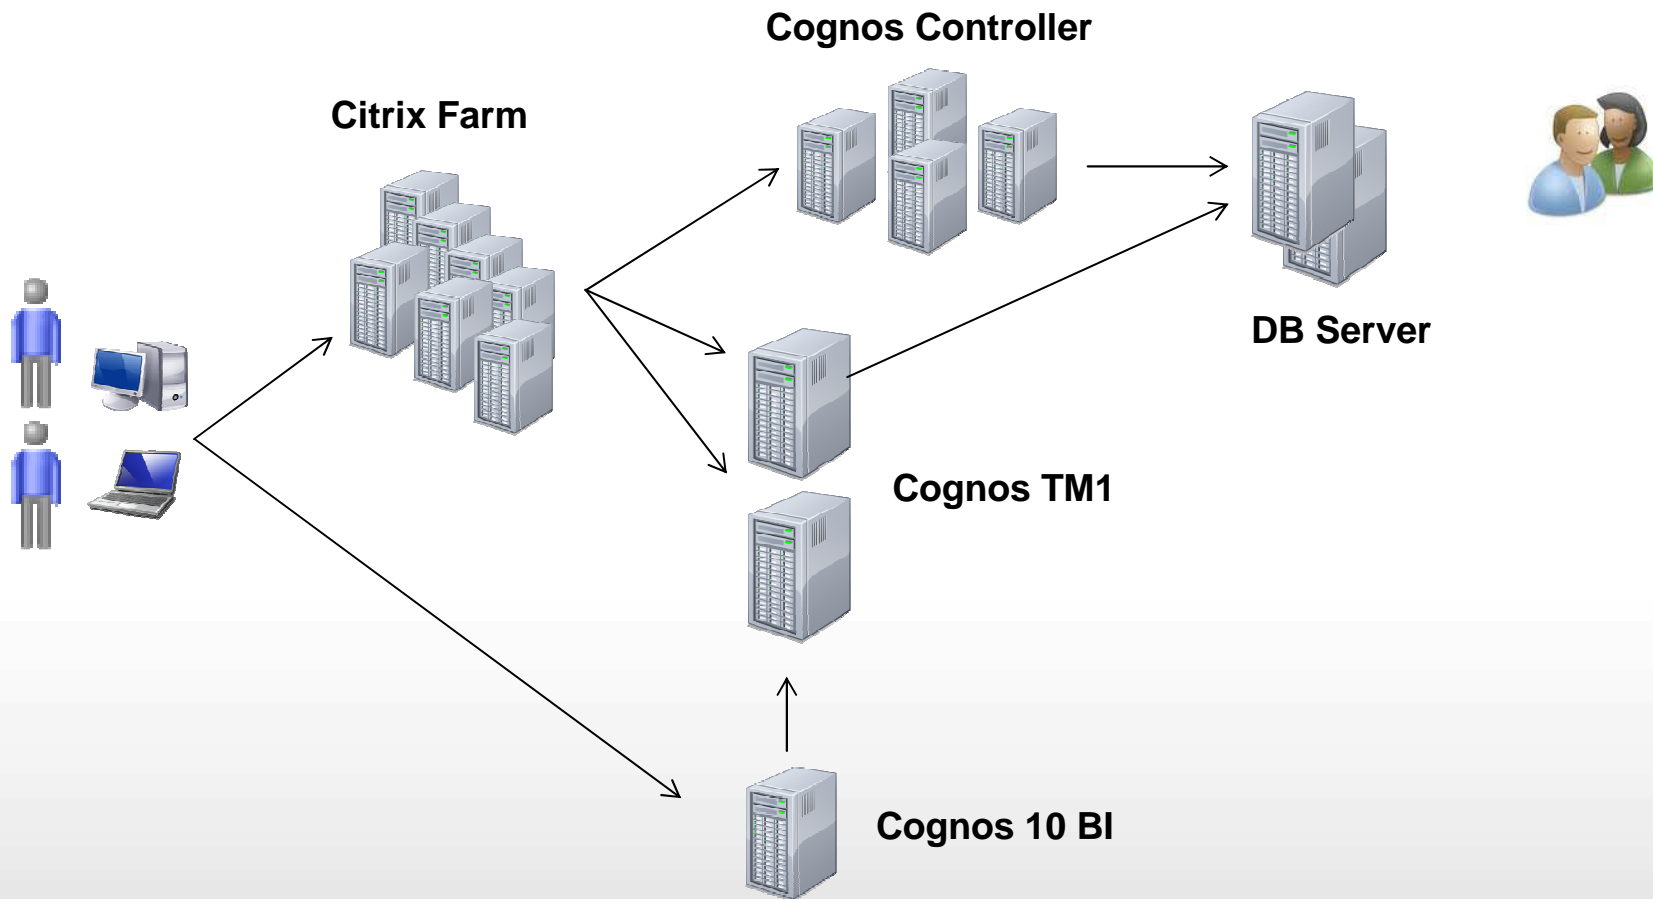 Cognos Controller
Citrix Farm
DB Server
Cognos TM1
Cognos 10 BI